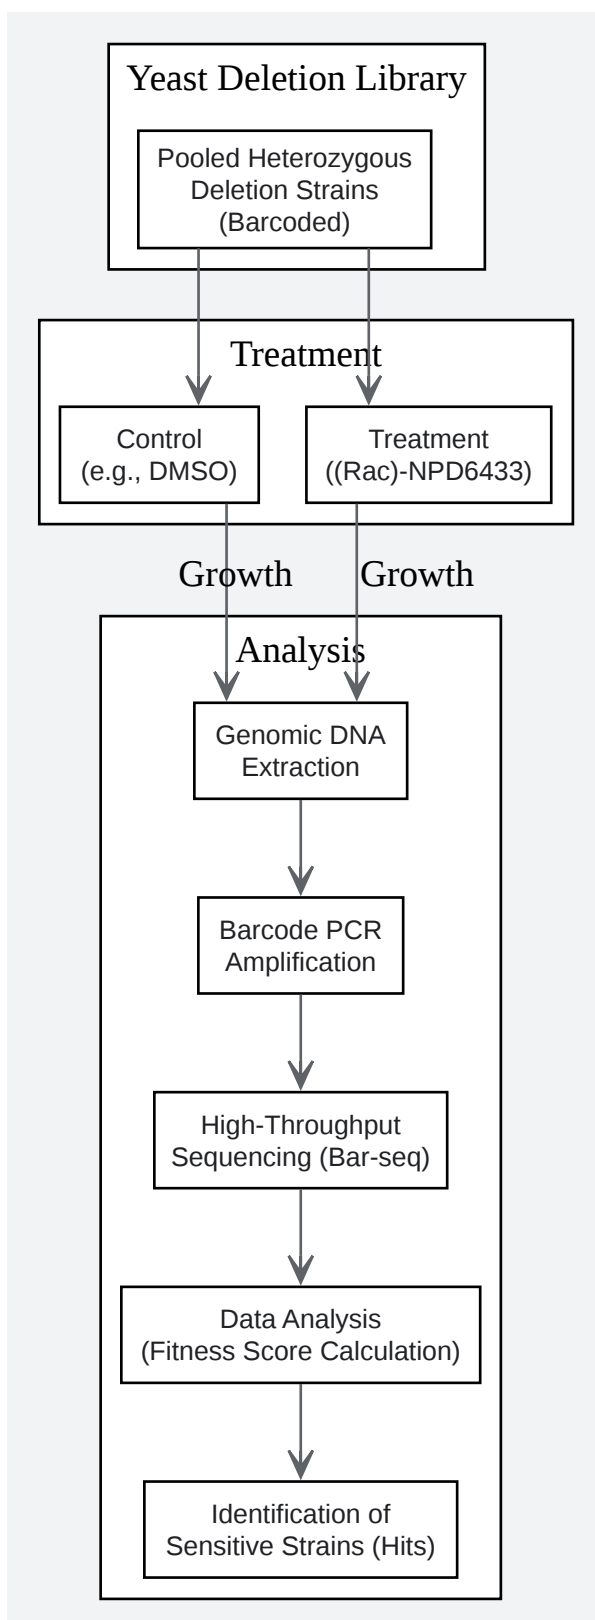 Yeast Deletion Library
Pooled Heterozygous
Deletion Strains
(Barcoded)
Treatment
Control
(e.g., DMSO)
Treatment
((Rac)-NPD6433)
Growth
Growth
Analysis
Genomic DNA
Extraction
Barcode PCR
Amplification
High-Throughput
Sequencing (Bar-seq)
Data Analysis
(Fitness Score Calculation)
Identification of
Sensitive Strains (Hits)